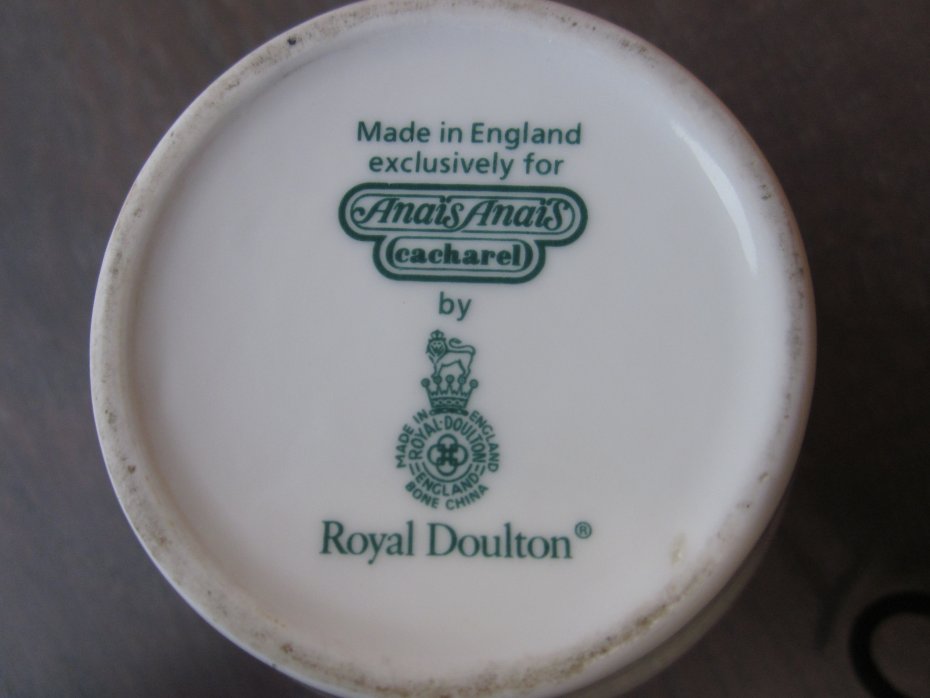 Made in England
exclusively for
Anaïs Anaïs
cacharel
by
MADE IN ENGLAND
ROYAL·DOULTON
ENGLAND
BONE CHINA
Royal Doulton®